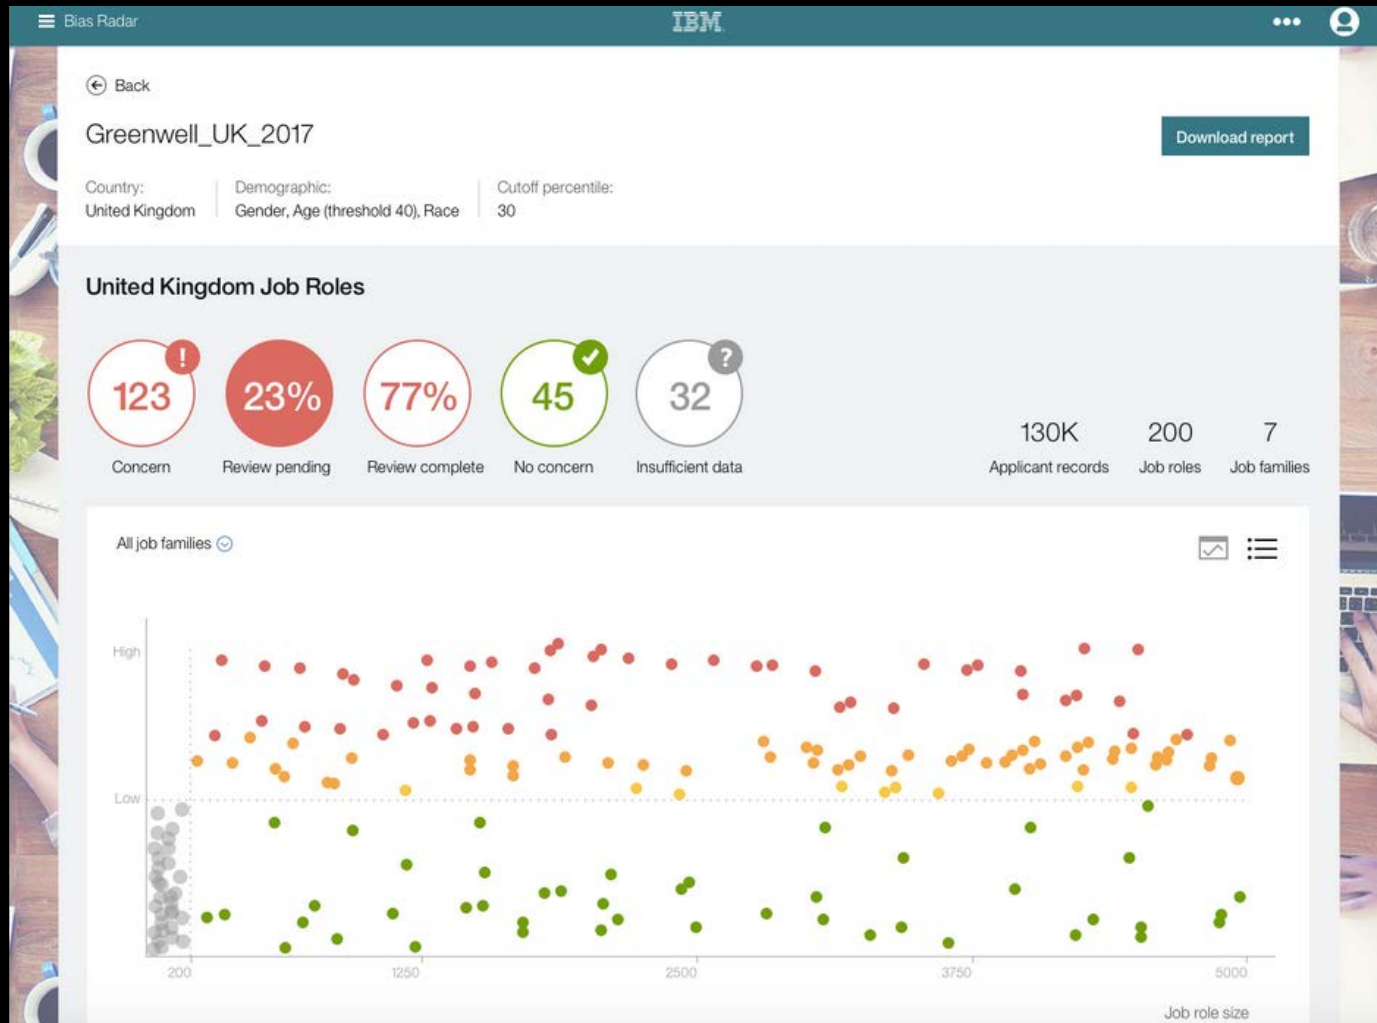 Bias Radar
IBM
Back
Greenwell_UK_2017
Download report
Country:
United Kingdom
Demographic:
Gender, Age (threshold 40), Race
Cutoff percentile:
30
United Kingdom Job Roles
123
!
Concern
23%
Review pending
77%
Review complete
45
No concern
32
?
Insufficient data
130K
Applicant records
200
Job roles
7
Job families
All job families
High
Low
200
1250
2500
3750
5000
Job role size